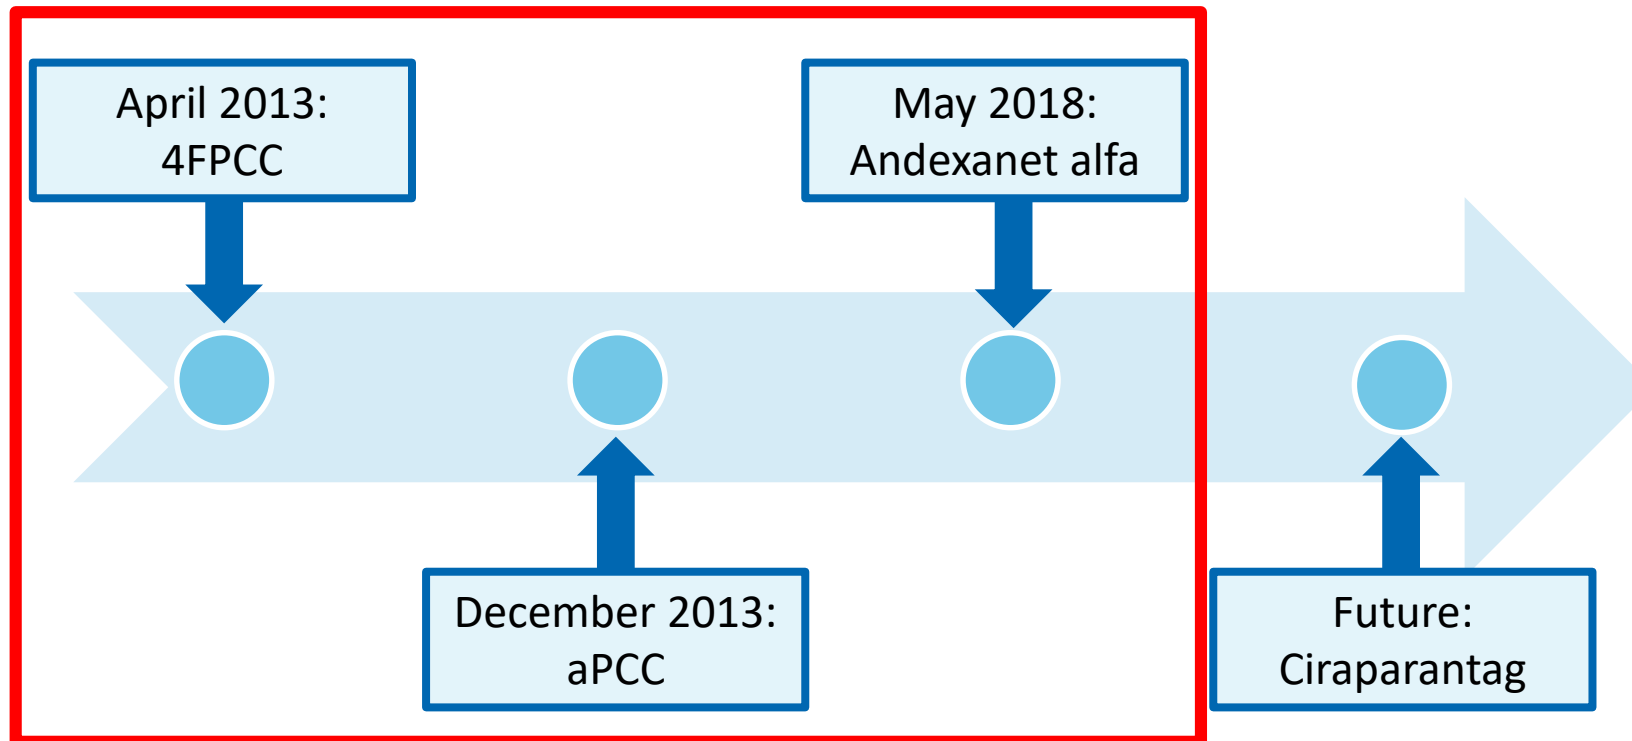 April 2013:
4FPCC
December 2013:
aPCC
May 2018:
Andexanet alfa
Future:
Ciraparantag